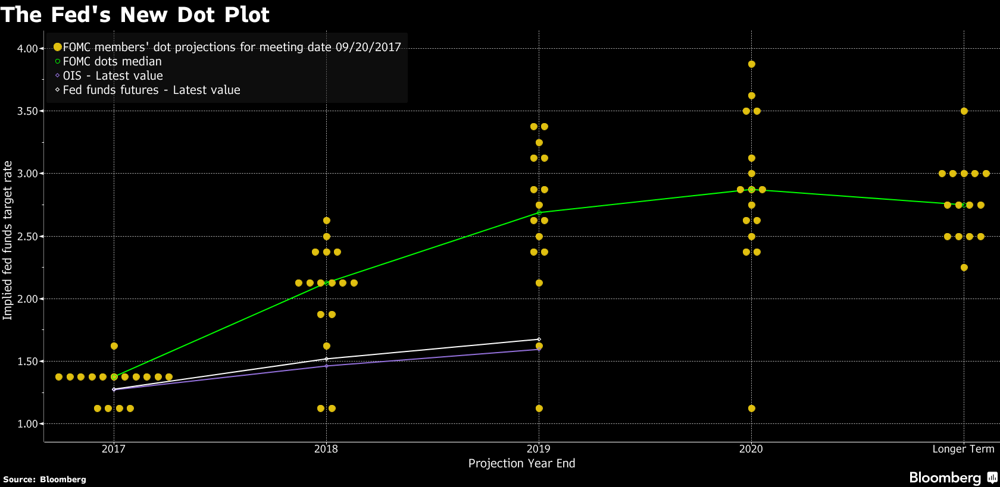 The Fed's New Dot Plot
FOMC members' dot projections for meeting date 09/20/2017
FOMC dots median
OIS - Latest value
Fed funds futures - Latest value
4.00
3.50
3.00
2.50
2.00
1.50
1.00
Implied fed funds target rate
2017 2018 2019 2020 Longer Term
Projection Year End
Source: Bloomberg
Bloomberg